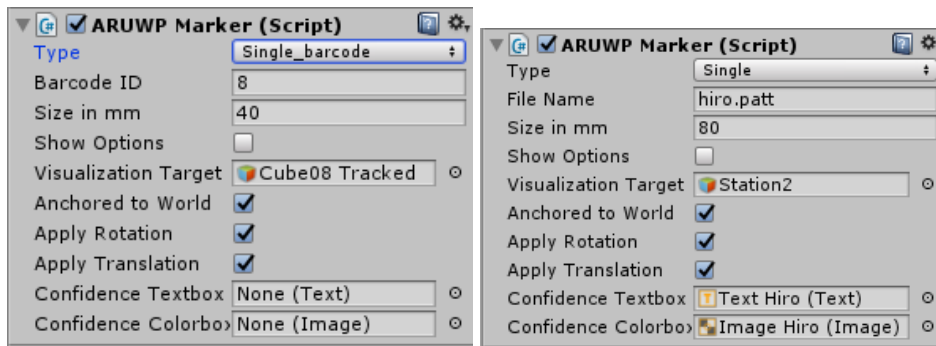 ARUWP Marker (Script)
Type Single_barcode
Barcode ID 8
Size in mm 40
Show Options
Visualization Target Cube08 Tracked
Anchored to World
Apply Rotation
Apply Translation
Confidence Textbox None (Text)
Confidence Colorbox None (Image)
ARUWP Marker (Script)
Type Single
File Name hiro.patt
Size in mm 80
Show Options
Visualization Target Station2
Anchored to World
Apply Rotation
Apply Translation
Confidence Textbox Text Hiro (Text)
Confidence Colorbox Image Hiro (Image)